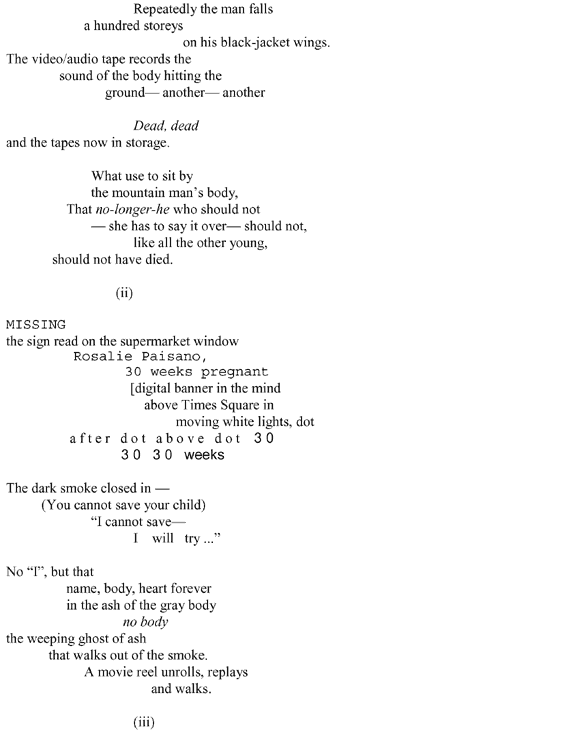 Repeatedly the man falls
a hundred storeys
on his black-jacket wings.
The video/audio tape records the
sound of the body hitting the
ground— another— another
Dead, dead
and the tapes now in storage.
What use to sit by
the mountain man's body,
That no-longer-he who should not
— she has to say it over— should not,
like all the other young,
should not have died.
(ii)
MISSING
the sign read on the supermarket window
Rosalie Paisano,
30 weeks pregnant
[digital banner in the mind
above Times Square in
moving white lights, dot
after dot above dot 30
30 30 weeks
The dark smoke closed in —
(You cannot save your child)
“I cannot save—
I will try ...”
No “I”, but that
name, body, heart forever
in the ash of the gray body
no body
the weeping ghost of ash
that walks out of the smoke.
A movie reel unrolls, replays
and walks.
(iii)